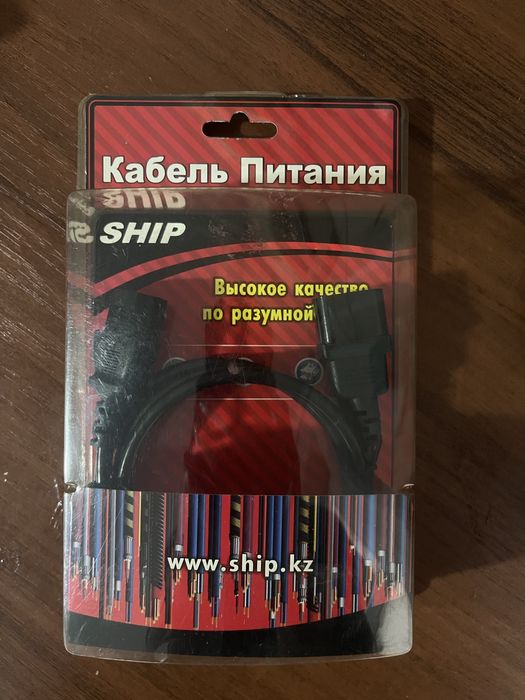 Кабель Питания
SHIP
Высокое качество
по разумной
www.ship.kz